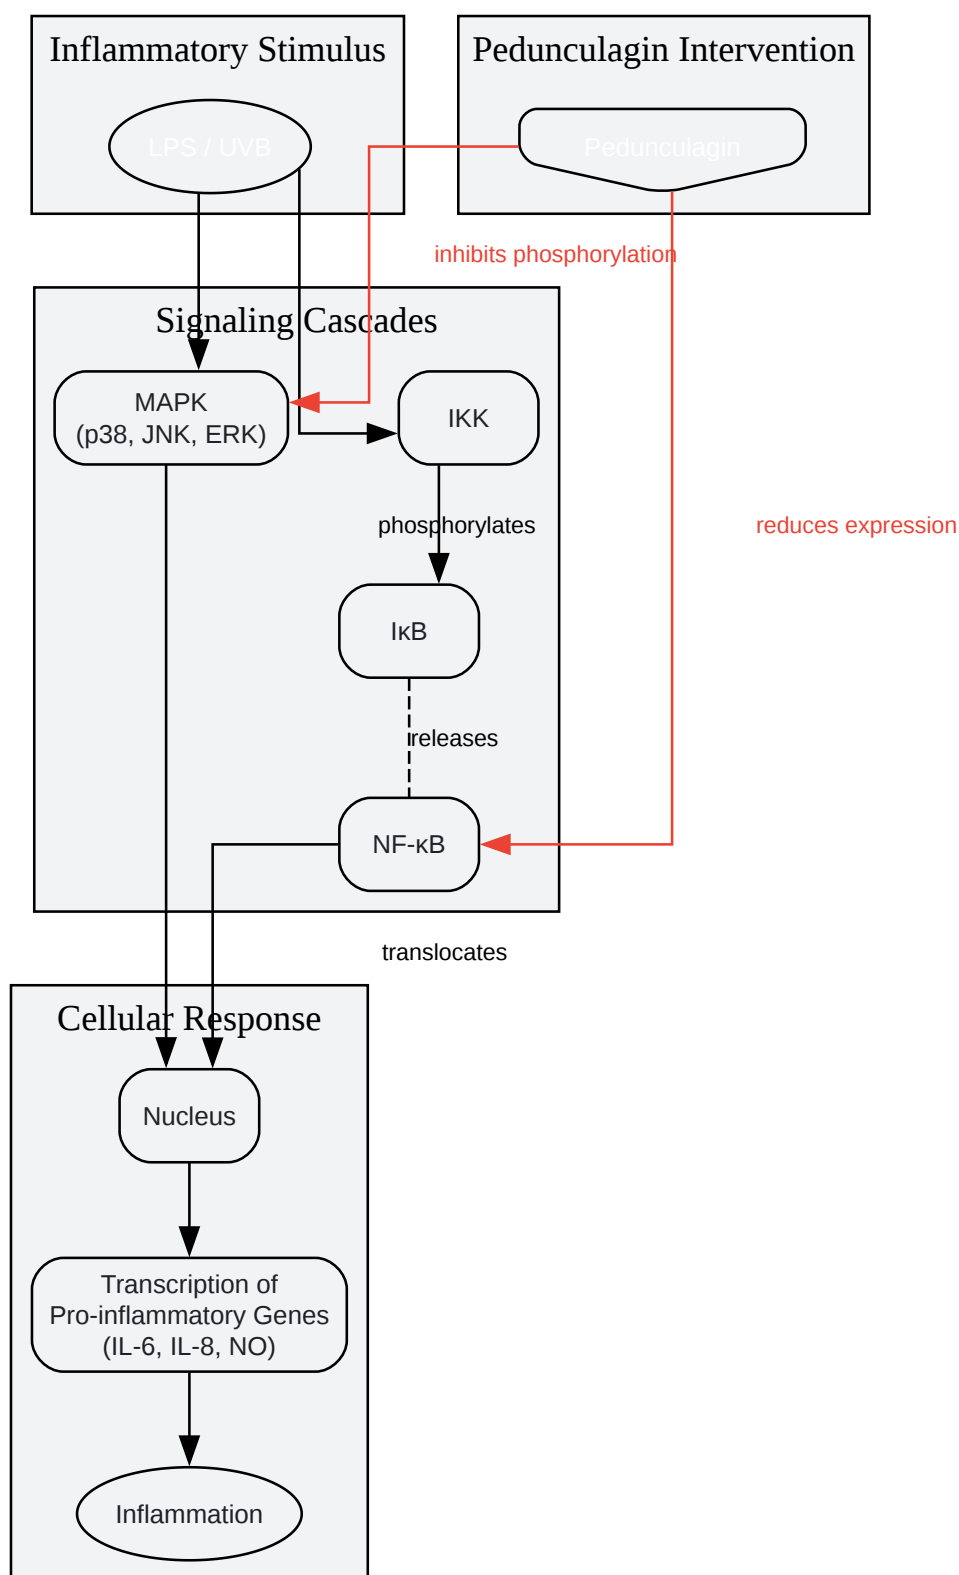 Inflammatory Stimulus
Pedunculagin Intervention
LPS / UVB
Pedunculagin
inhibits phosphorylation
Signaling Cascades
MAPK
(p38, JNK, ERK)
IKK
phosphorylates
reduces expression
IκB
releases
NF-κB
translocates
Cellular Response
Nucleus
Transcription of
Pro-inflammatory Genes
(IL-6, IL-8, NO)
Inflammation